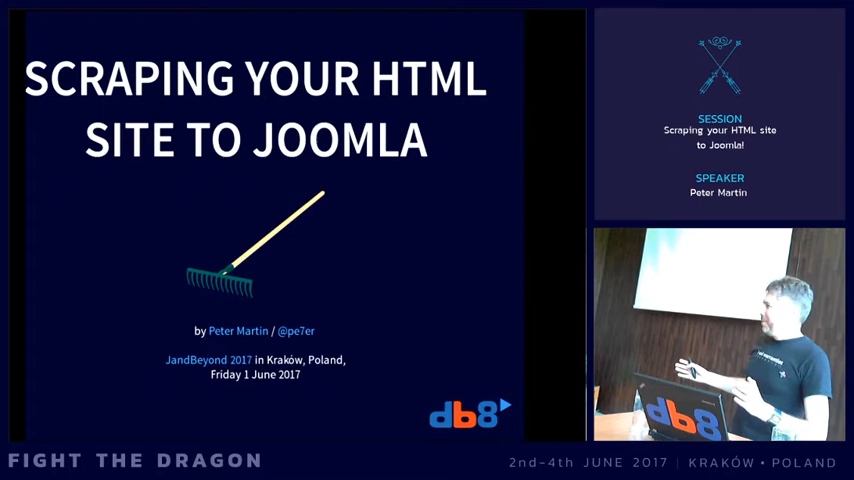 SCRAPING YOUR HTML
SITE TO JOOMLA
by Peter Martin / @pe7er
JandBeyond 2017 in Kraków, Poland,
Friday 1 June 2017
db8
SESSION
Scraping your HTML site
to Joomla!
SPEAKER
Peter Martin
db8
FIGHT THE DRAGON
2nd-4th JUNE 2017 | KRAKÓW • POLAND